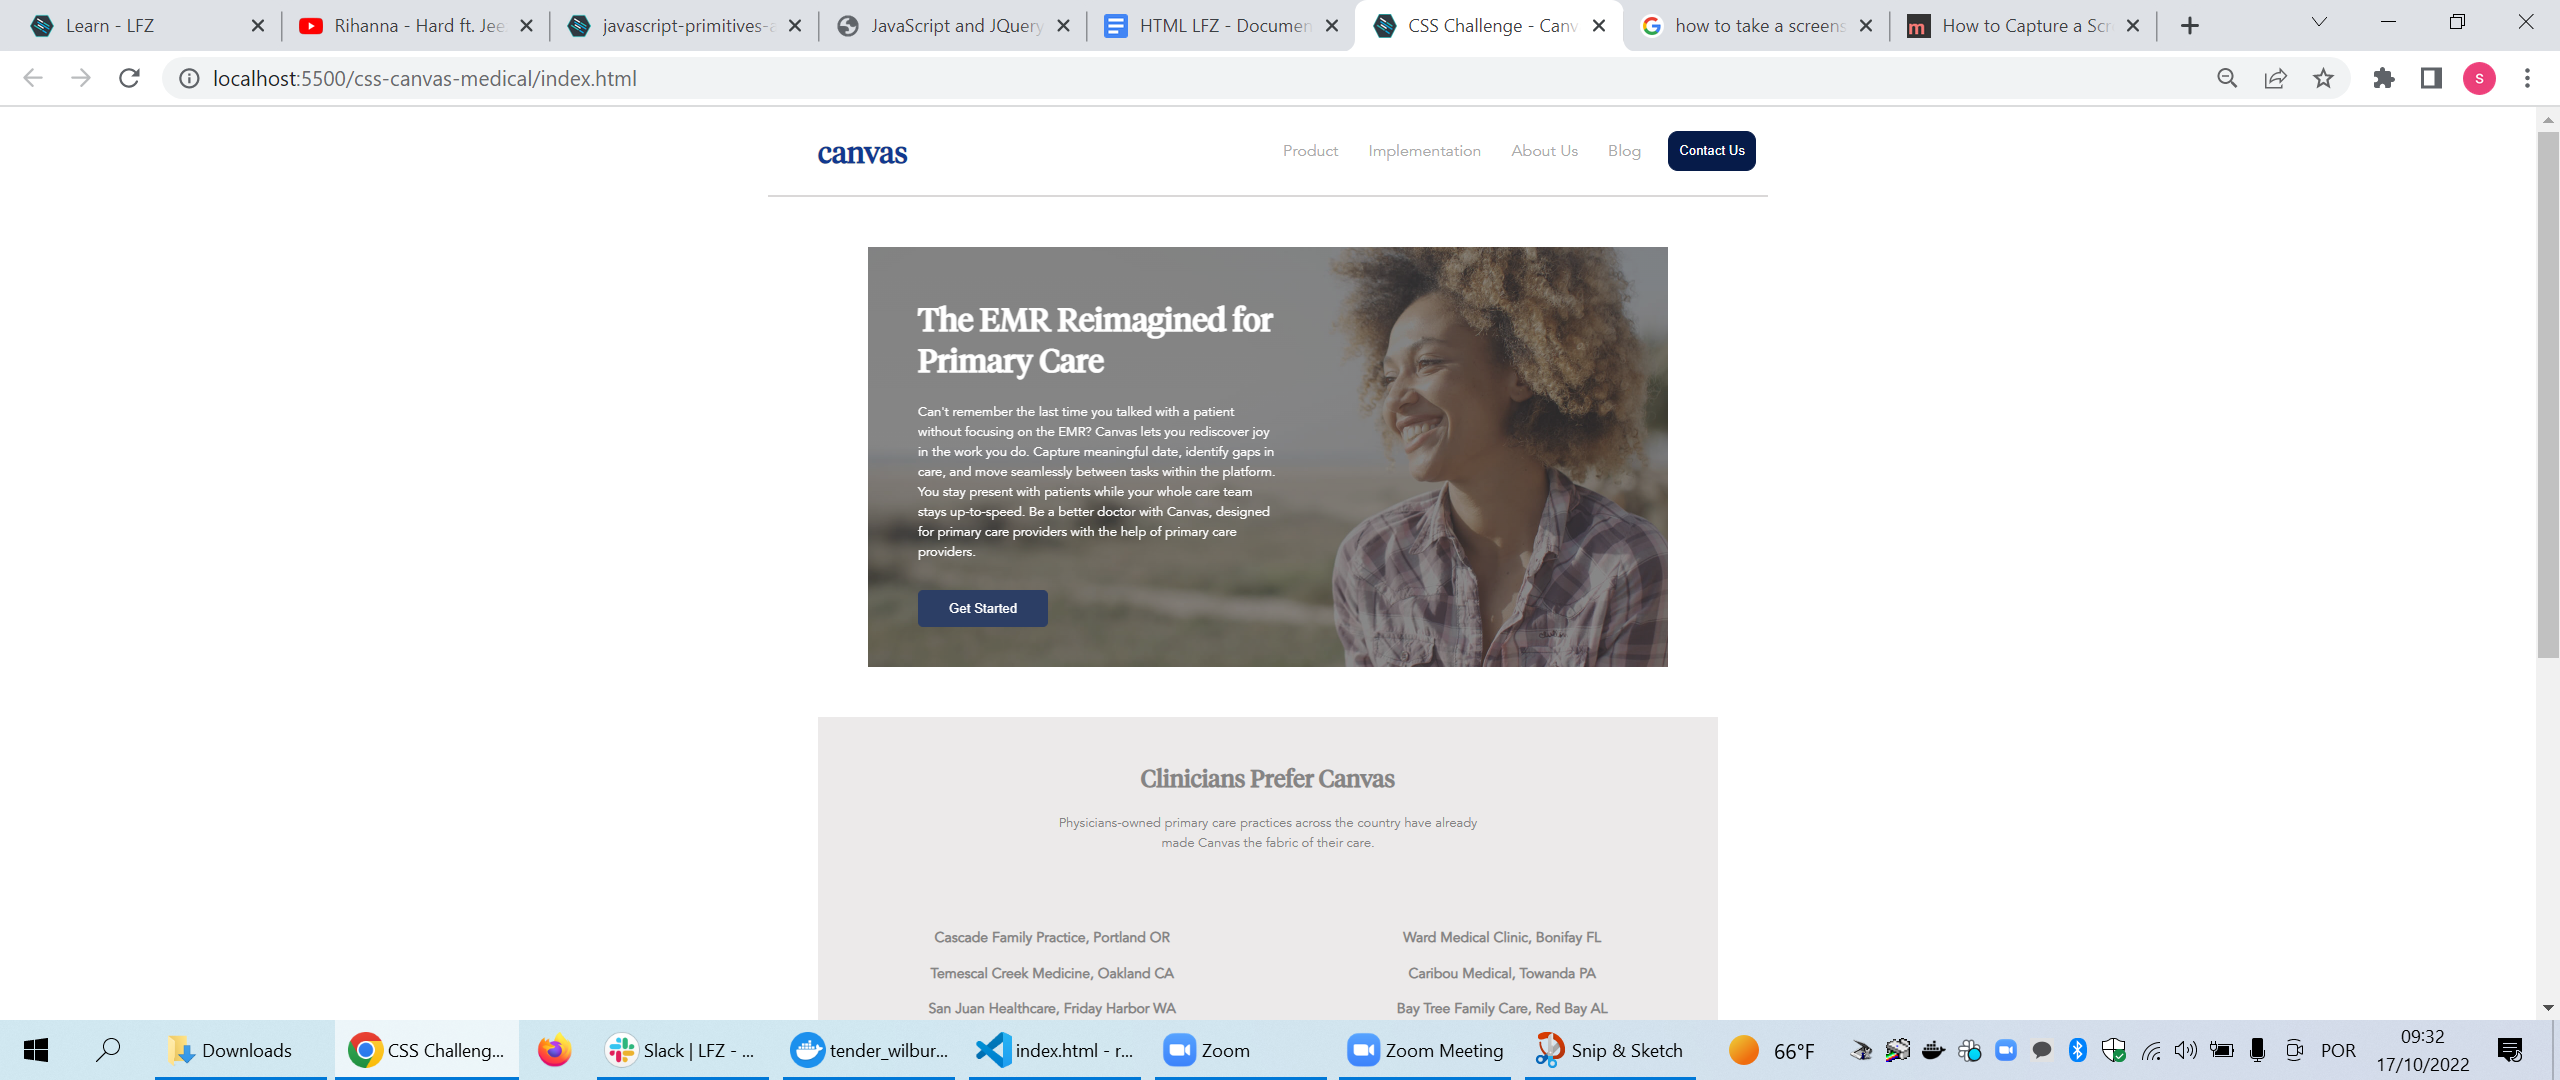 Learn - LFZ
Rihanna - Hard ft. Jee
javascript-primitives-a
JavaScript and JQuery
HTML LFZ - Documen
CSS Challenge - Canv
how to take a screens
How to Capture a Scr
localhost:5500/css-canvas-medical/index.html
s
canvas
Product
Implementation
About Us
Blog
Contact Us
The EMR Reimagined for
Primary Care
Can't remember the last time you talked with a patient
without focusing on the EMR? Canvas lets you rediscover joy
in the work you do. Capture meaningful date, identify gaps in
care, and move seamlessly between tasks within the platform.
You stay present with patients while your whole care team
stays up-to-speed. Be a better doctor with Canvas, designed
for primary care providers with the help of primary care
providers.
Get Started
Clinicians Prefer Canvas
Physicians-owned primary care practices across the country have already
made Canvas the fabric of their care.
Cascade Family Practice, Portland OR
Ward Medical Clinic, Bonifay FL
Temescal Creek Medicine, Oakland CA
Caribou Medical, Towanda PA
San Juan Healthcare, Friday Harbor WA
Bay Tree Family Care, Red Bay AL
Downloads
CSS Challeng...
Slack | LFZ - ...
tender_wilbur...
index.html - r...
Zoom
Zoom Meeting
Snip & Sketch
66°F
POR
09:32
17/10/2022